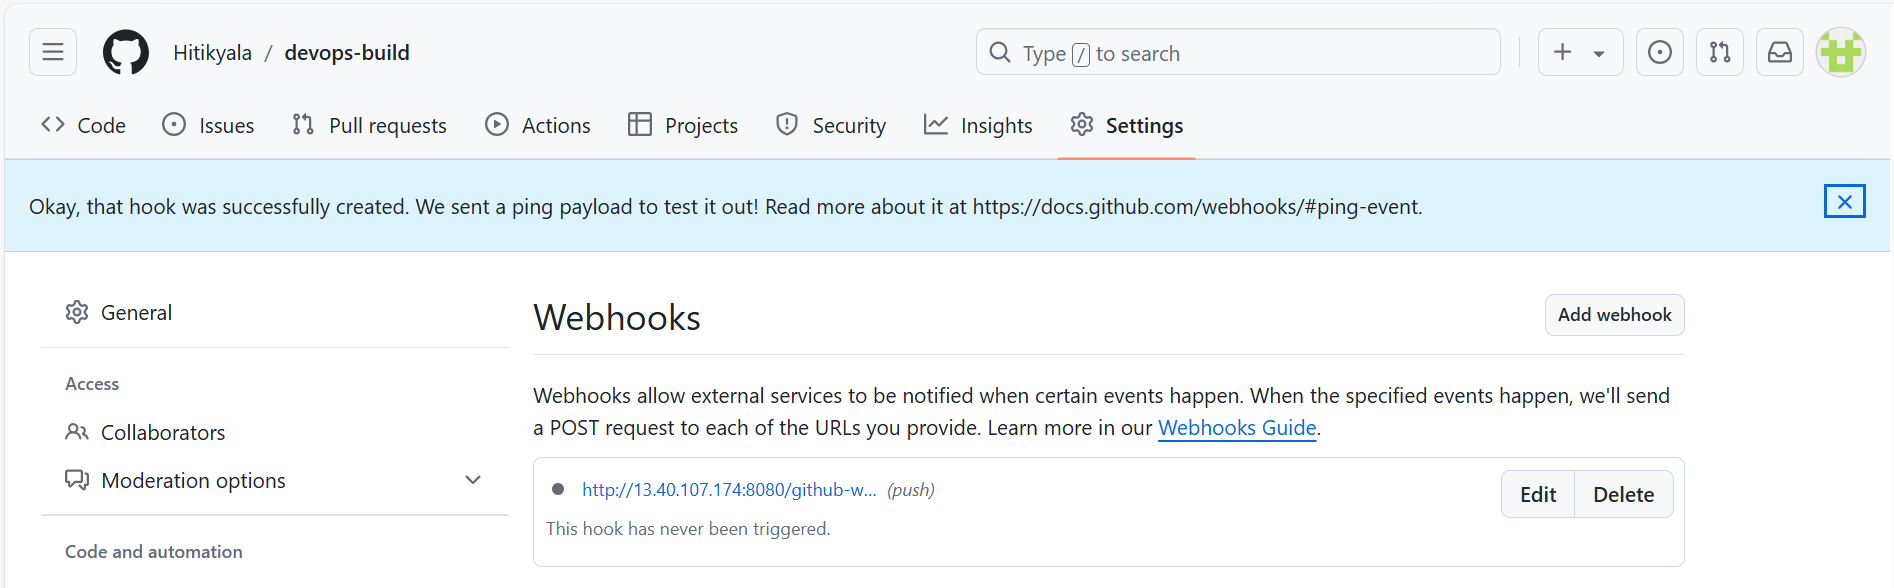 Hitikyala / devops-build
Type / to search
Code Issues Pull requests Actions Projects Security Insights Settings
Okay, that hook was successfully created. We sent a ping payload to test it out! Read more about it at https://docs.github.com/webhooks/#ping-event.
General
Access
Collaborators
Moderation options
Code and automation
Webhooks
Add webhook
Webhooks allow external services to be notified when certain events happen. When the specified events happen, we'll send
a POST request to each of the URLs you provide. Learn more in our Webhooks Guide.
http://13.40.107.174:8080/github-w... (push)
Edit Delete
This hook has never been triggered.